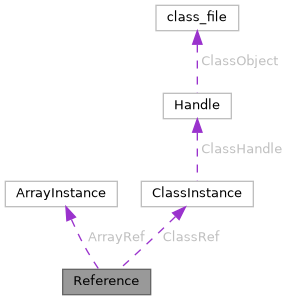 class_file
ClassObject
Handle
ClassHandle
ArrayInstance
ClassInstance
ArrayRef
ClassRef
Reference